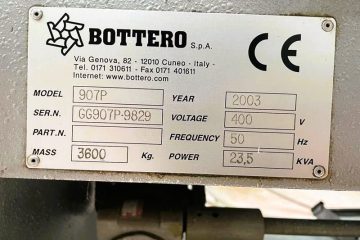 BOTTERO S.p.A.
Via Genova, 82 - 12010 Cuneo - Italy -
Tel. 0171 310611 - Fax 0171 401611
Internet: www.bottero.com
CE
MODEL 907P YEAR 2003
SER.N. GG907P-9829 VOLTAGE 400 V
PART.N. FREQUENCY 50 Hz
MASS 3600 Kg. POWER 23,5 KVA